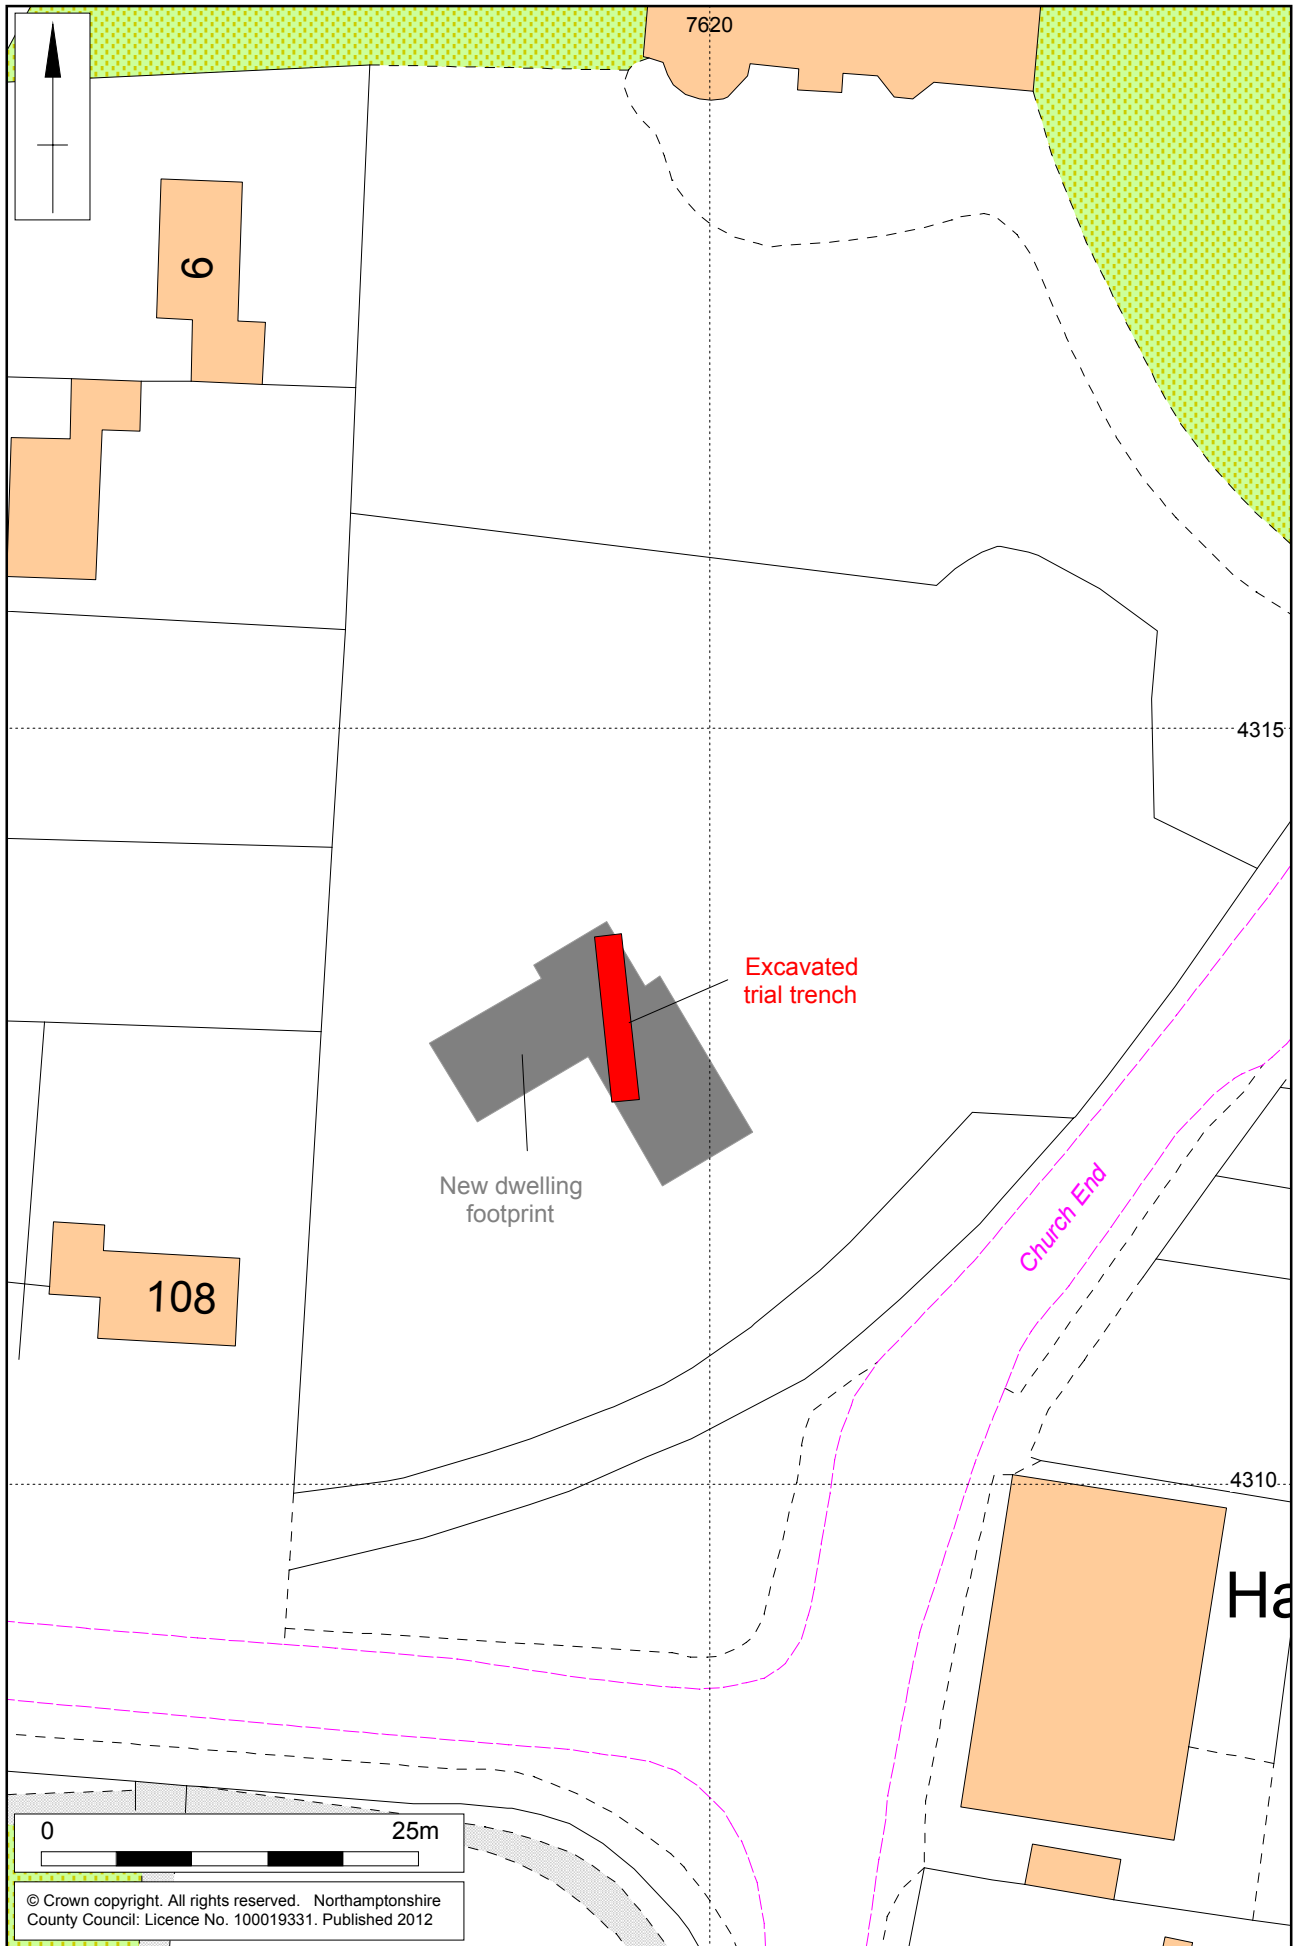 7620
6
4315
Excavated
trial trench
New dwelling
footprint
Church End
108
4310
Ha
0 25m
© Crown copyright. All rights reserved. Northamptonshire
County Council: Licence No. 100019331. Published 2012